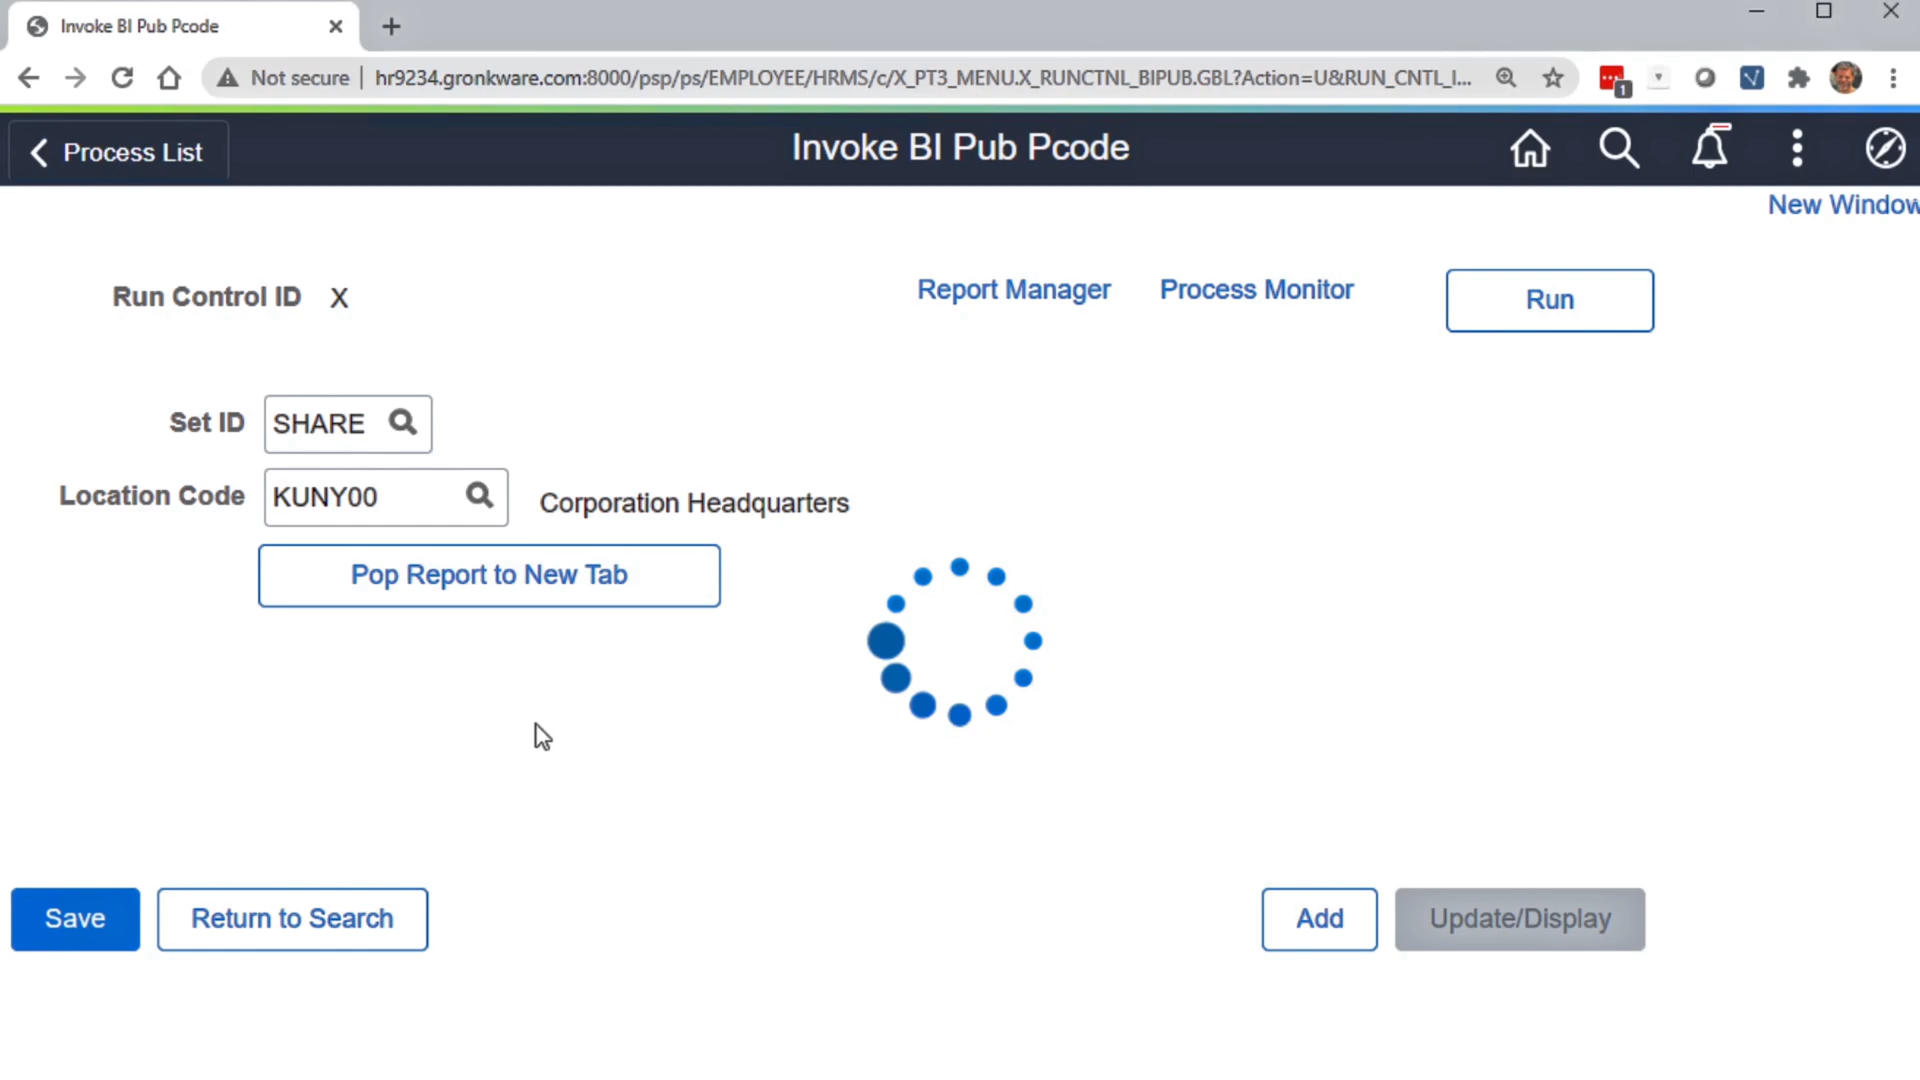 Invoke BI Pub Pcode
Not secure | hr9234.gronkware.com:8000/psp/ps/EMPLOYEE/HRMS/c/X_PT3_MENU.X_RUNCTNL_BIPUB.GBL?Action=U&RUN_CNTL_I...
1
Process List
Invoke BI Pub Pcode
New Window
Run Control ID X
Report Manager
Process Monitor
Run
Set ID SHARE
Location Code KUNY00 Corporation Headquarters
Pop Report to New Tab
Save
Return to Search
Add
Update/Display